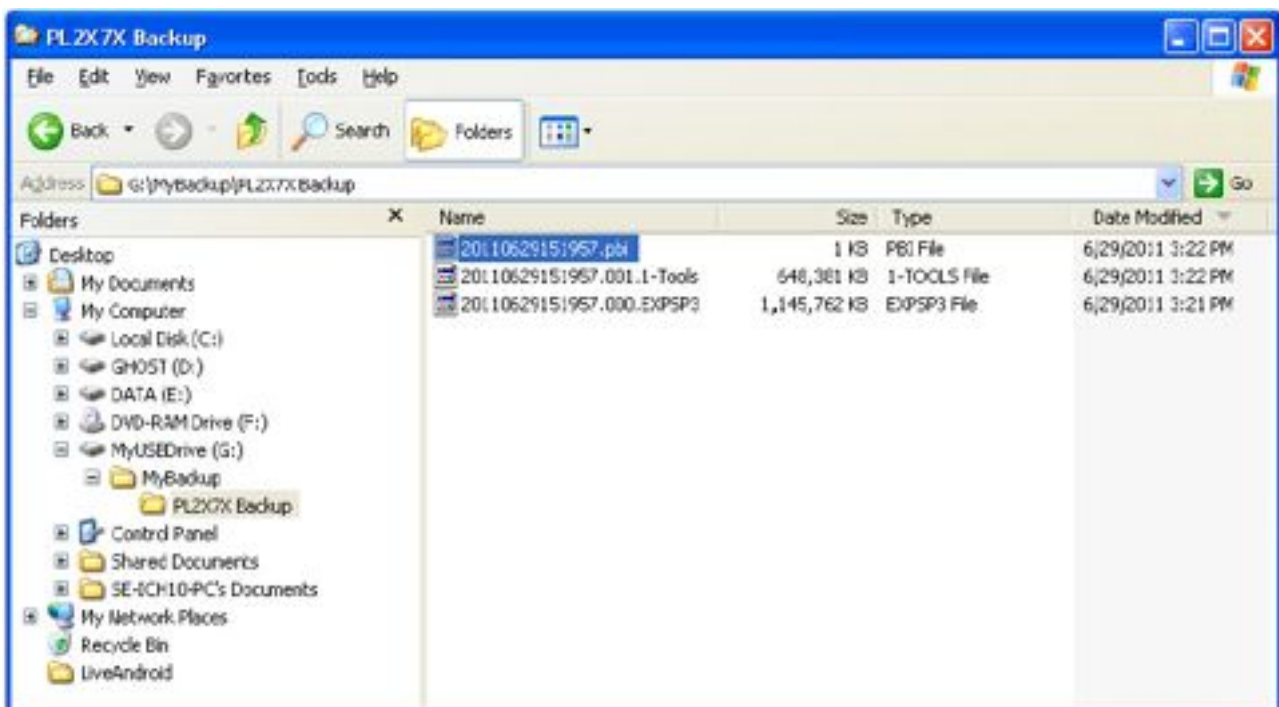 PL2X7X Backup
File Edit View Favorites Tools Help
Back Search Folders
Address G:\MyBackup\PL2X7X Backup Go
Folders
Name Size Type Date Modified
Desktop
My Documents
My Computer
Local Disk (C:)
GHOST (D:)
DATA (E:)
DVD-RAM Drive (F:)
MyUSBDrive (G:)
MyBackup
PL2X7X Backup
Control Panel
Shared Documents
SE-ICH10-PC's Documents
My Network Places
Recycle Bin
LiveAndroid
20110629151957.pbi 1 KB PBI File 6/29/2011 3:22 PM
20110629151957.001.1-Tools 648,381 KB 1-TOOLS File 6/29/2011 3:22 PM
20110629151957.000.EXPSP3 1,145,762 KB EXPSP3 File 6/29/2011 3:21 PM